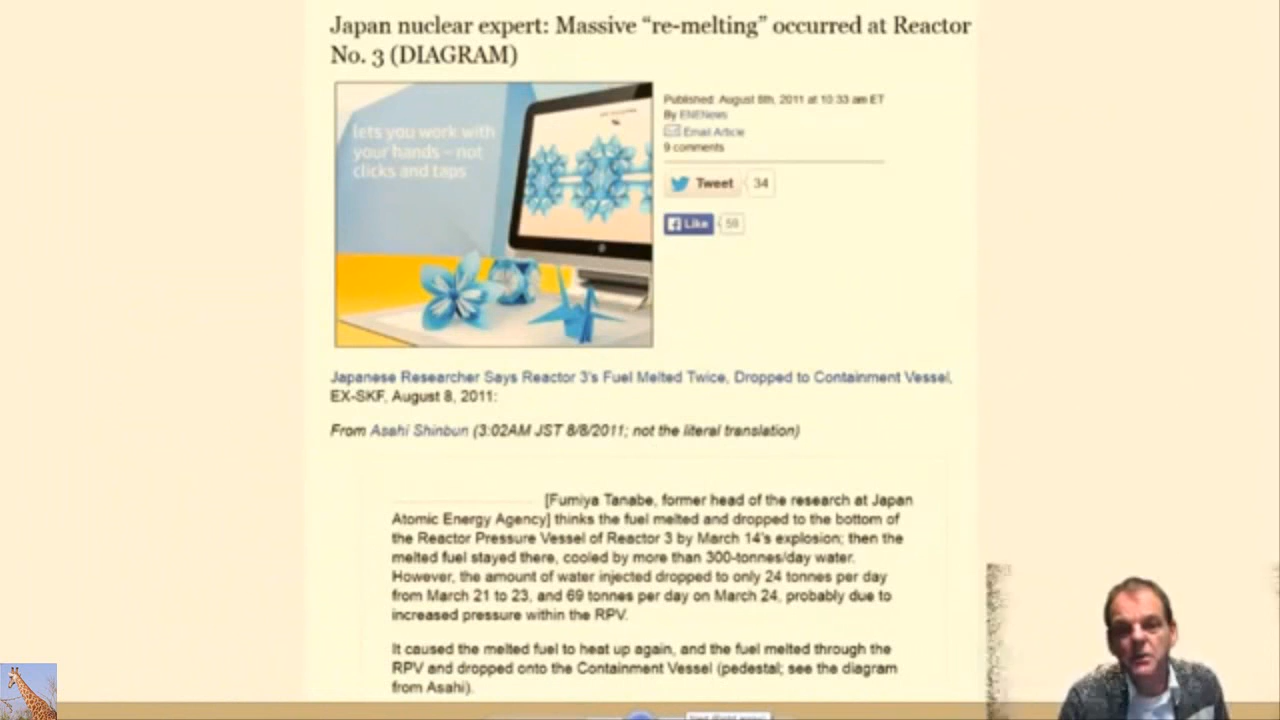 Japan nuclear expert: Massive “re-melting” occurred at Reactor
No. 3 (DIAGRAM)
lets you work with
your hands – not
clicks and taps
Published: August 8th, 2011 at 10:33 am ET
By ENENews
Email Article
9 comments
Tweet 34
Like 59
Japanese Researcher Says Reactor 3's Fuel Melted Twice, Dropped to Containment Vessel,
EX-SKF, August 8, 2011:
From Asahi Shinbun (3:02AM JST 8/8/2011; not the literal translation)
[Fumiya Tanabe, former head of the research at Japan
Atomic Energy Agency] thinks the fuel melted and dropped to the bottom of
the Reactor Pressure Vessel of Reactor 3 by March 14's explosion; then the
melted fuel stayed there, cooled by more than 300-tonnes/day water.
However, the amount of water injected dropped to only 24 tonnes per day
from March 21 to 23, and 69 tonnes per day on March 24, probably due to
increased pressure within the RPV.
It caused the melted fuel to heat up again, and the fuel melted through the
RPV and dropped onto the Containment Vessel (pedestal; see the diagram
from Asahi).